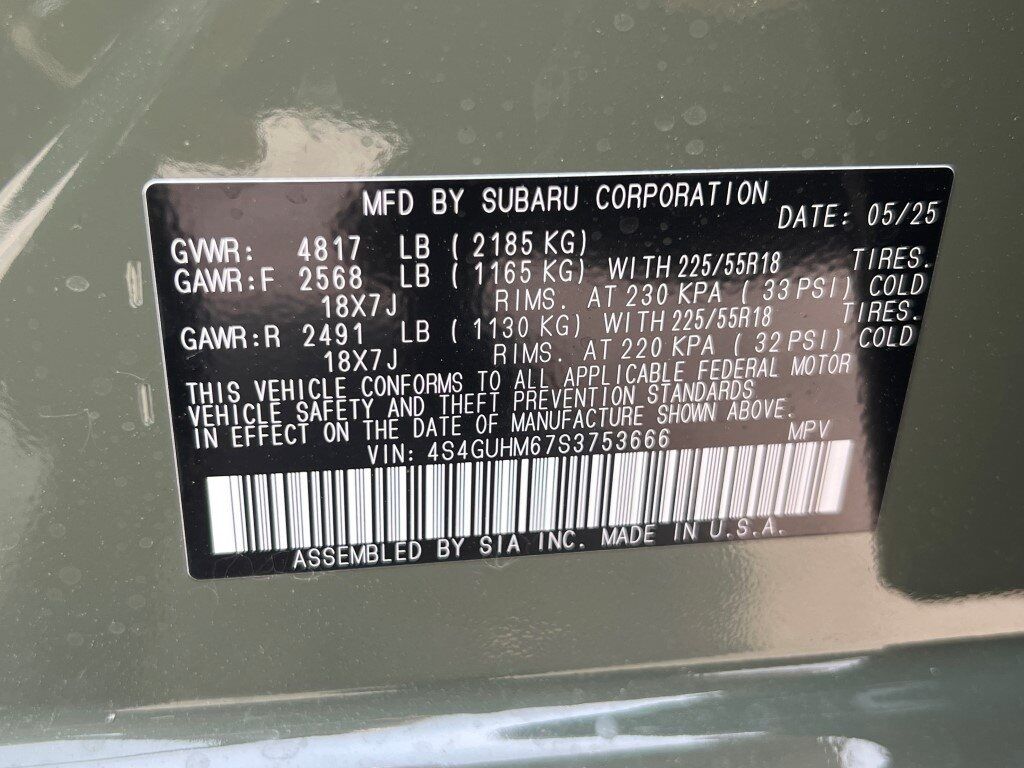 MFD BY SUBARU CORPORATION DATE: 05/25
GVWR: 4817 LB ( 2185 KG)
GAWR:F 2568 LB ( 1165 KG) WITH 225/55R18 TIRES.
18X7J RIMS. AT 230 KPA ( 33 PSI) COLD
GAWR:R 2491 LB ( 1130 KG) WITH 225/55R18 TIRES.
18X7J RIMS. AT 220 KPA ( 32 PSI) COLD
THIS VEHICLE CONFORMS TO ALL APPLICABLE FEDERAL MOTOR
VEHICLE SAFETY AND THEFT PREVENTION STANDARDS
IN EFFECT ON THE DATE OF MANUFACTURE SHOWN ABOVE.
VIN: 4S4GUHM67S3753666 MPV
ASSEMBLED BY SIA INC. MADE IN U.S.A.